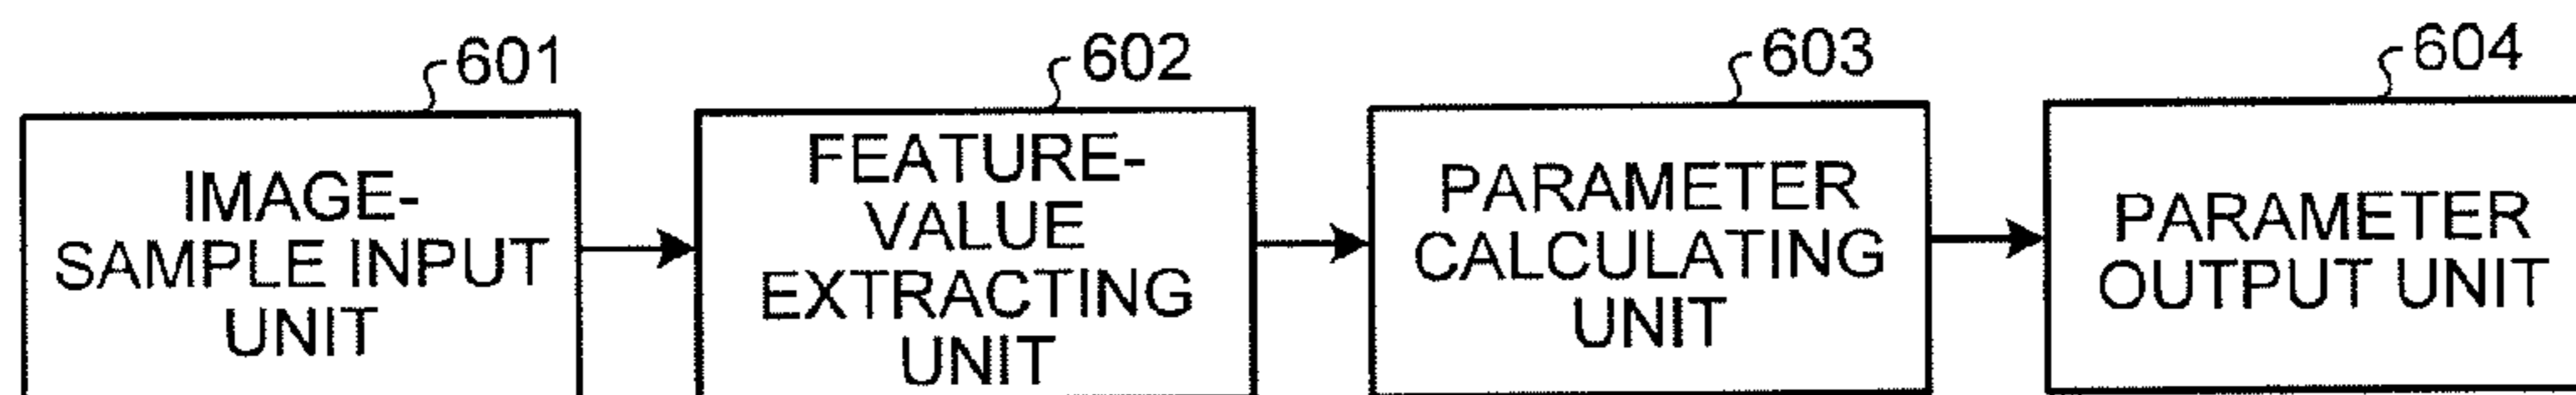 601
602
603
604
IMAGE-
SAMPLE INPUT
UNIT
FEATURE-
VALUE
EXTRACTING
UNIT
PARAMETER
CALCULATING
UNIT
PARAMETER
OUTPUT UNIT